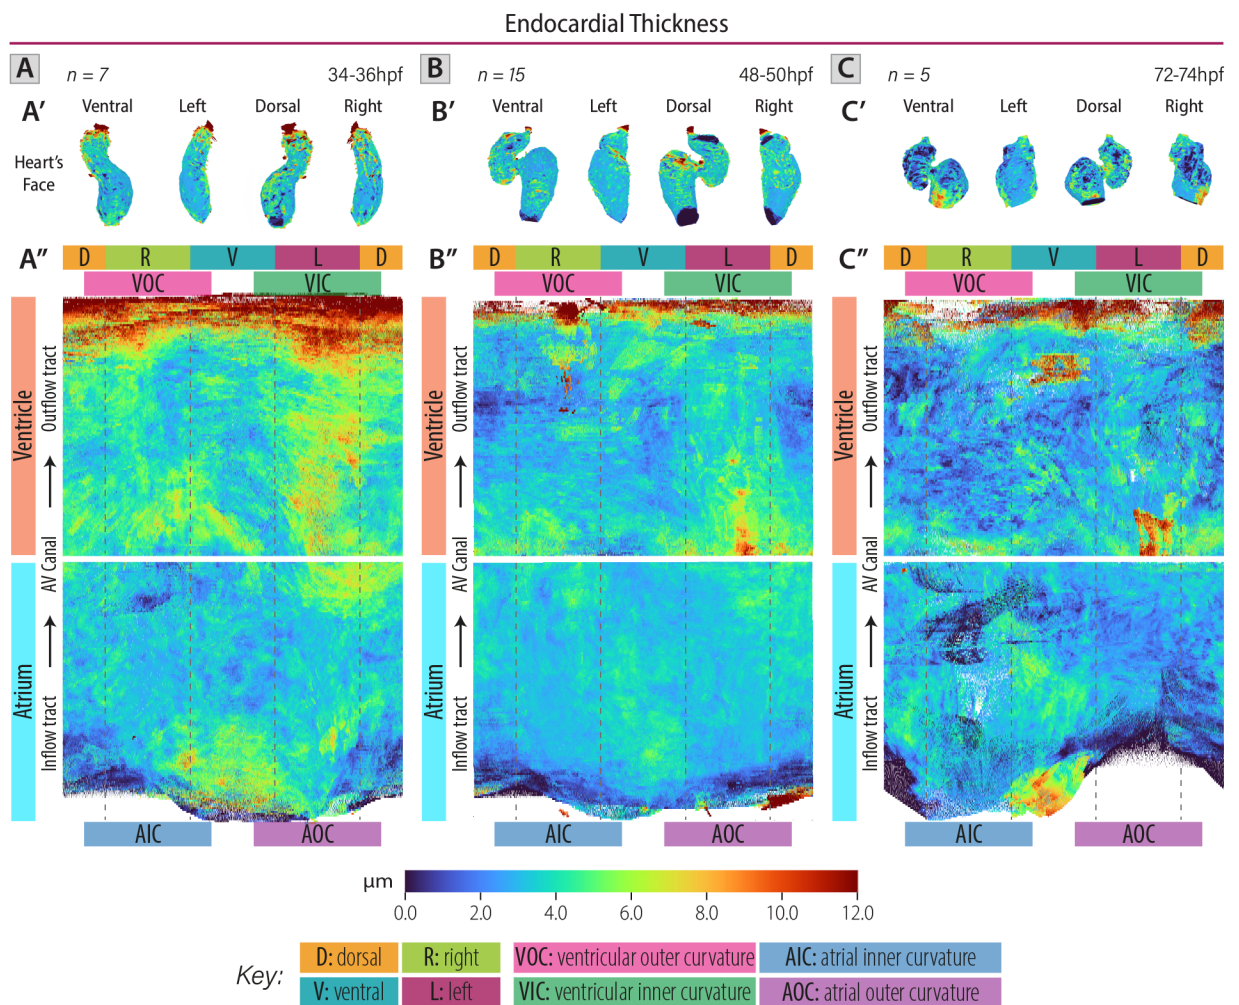 Endocardial Thickness
A
n = 7
34-36hpf
B
n = 15
48-50hpf
C
n = 5
72-74hpf
A'
Ventral
Left
Dorsal
Right
B'
Ventral
Left
Dorsal
Right
C'
Ventral
Left
Dorsal
Right
Heart's
Face
A"
D R V L D
VOC VIC
B"
D R V L D
VOC VIC
C"
D R V L D
VOC VIC
Ventricle
Outflow tract
AV Canal
Atrium
Inflow tract
Ventricle
Outflow tract
AV Canal
Atrium
Inflow tract
Ventricle
Outflow tract
AV Canal
Atrium
Inflow tract
AIC AOC
AIC AOC
AIC AOC
μm
0.0 2.0 4.0 6.0 8.0 10.0 12.0
Key:
D: dorsal
R: right
VOC: ventricular outer curvature
AIC: atrial inner curvature
V: ventral
L: left
VIC: ventricular inner curvature
AOC: atrial outer curvature